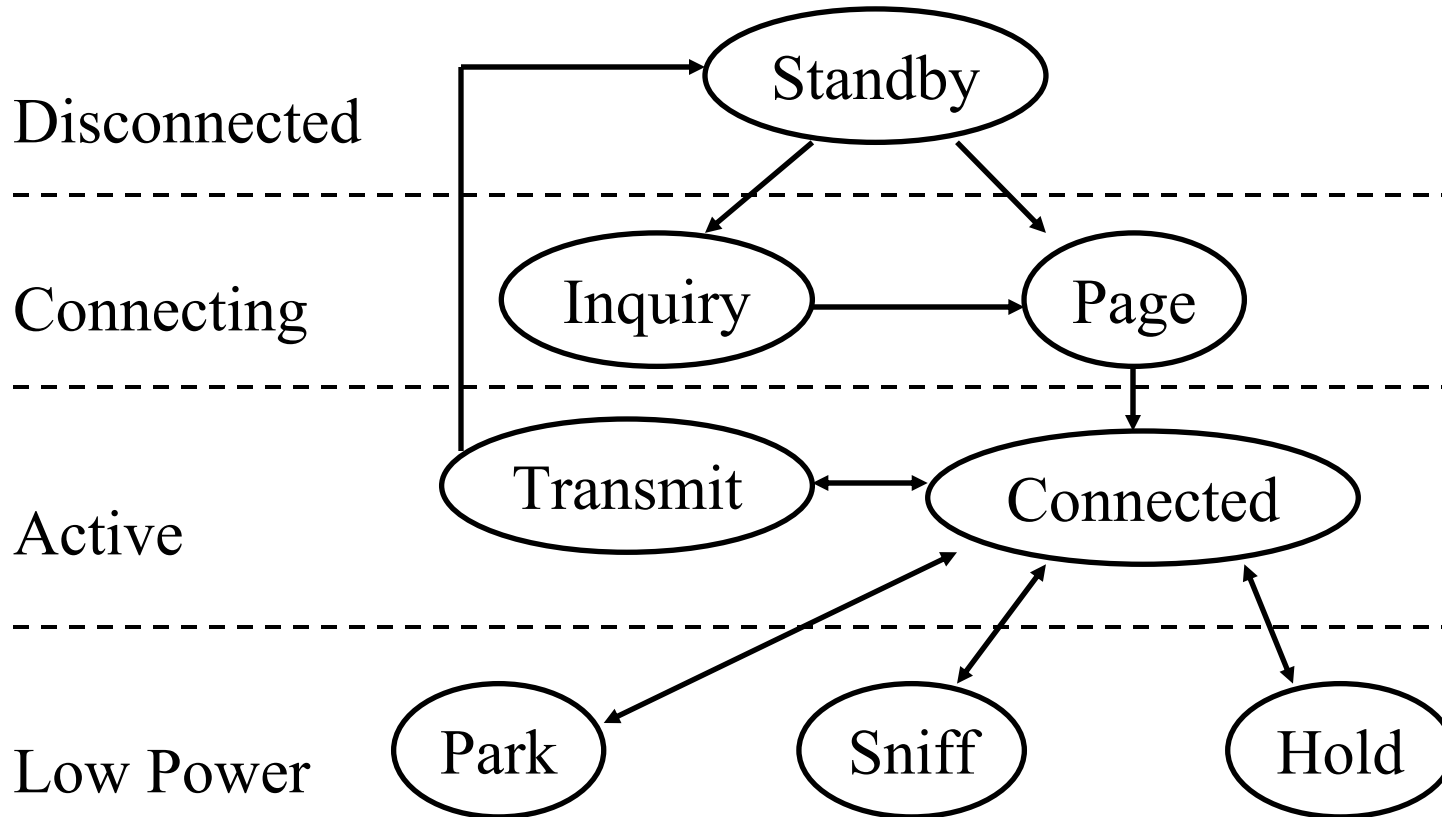 Standby
Disconnected
Connecting
Inquiry
Page
Transmit
Connected
Active
Park
Sniff
Hold
Low Power